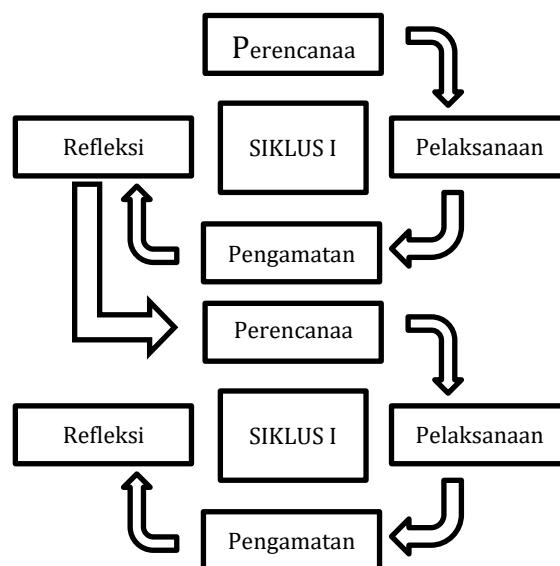 Perencanaa
Refleksi
SIKLUS I
Pelaksanaan
Pengamatan
Perencanaa
Refleksi
SIKLUS I
Pelaksanaan
Pengamatan